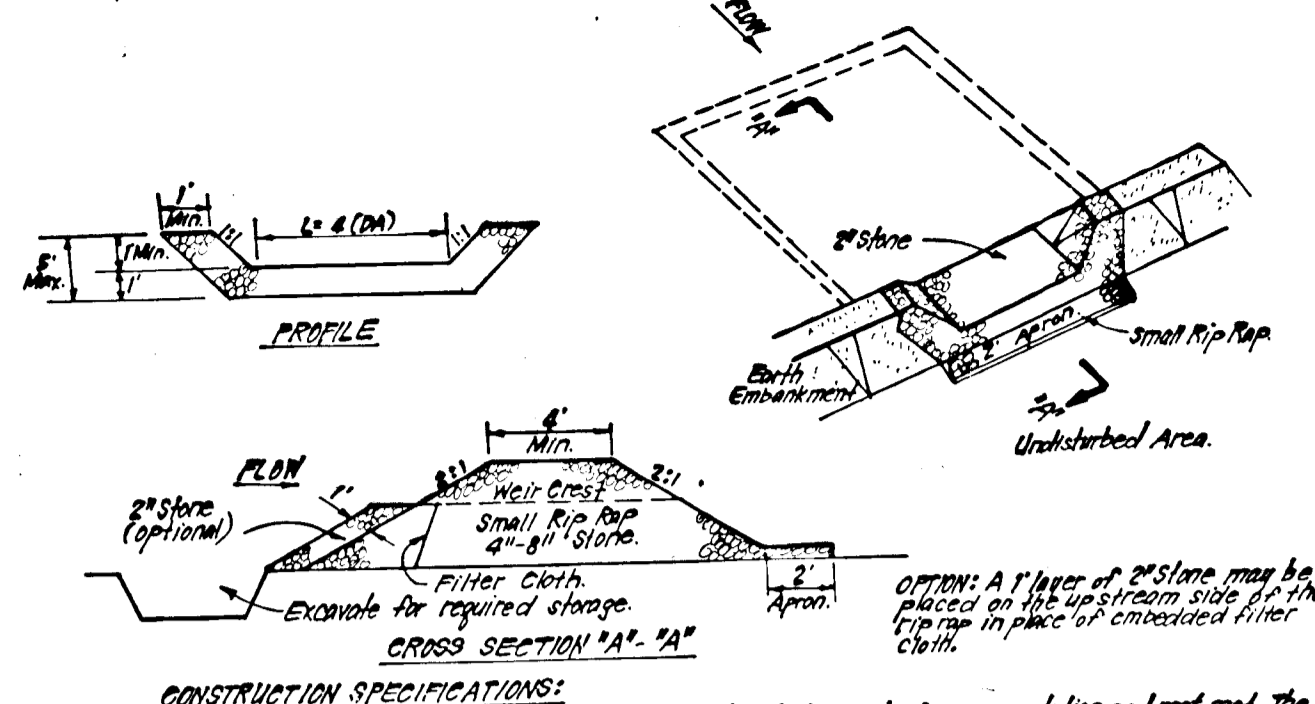 FLOW
"A"
1'
Min.
1:1
L= 4 (DA)
1:1
5'
Max.
1' Min.
1'
PROFILE
2" Stone
2' Apron.
Small Rip Rap.
Earth
Embankment
"A"
Undisturbed Area.
4'
Min.
FLOW
1'
2:1
2:1
2" Stone
(optional)
Weir Crest
Small Rip Rap
4"-8" Stone.
Filter Cloth.
Excavate for required storage.
2'
Apron.
CROSS SECTION "A"-"A"
OPTION: A 1' layer of 2" Stone may be
placed on the upstream side of the
rip rap in place of embedded filter
cloth.
CONSTRUCTION SPECIFICATIONS: